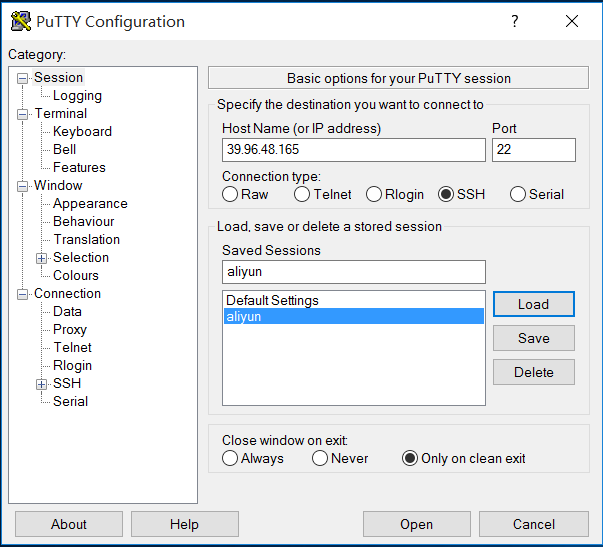 PuTTY Configuration
?
Category:
Session
Logging
Terminal
Keyboard
Bell
Features
Window
Appearance
Behaviour
Translation
Selection
Colours
Connection
Data
Proxy
Telnet
Rlogin
SSH
Serial
Basic options for your PuTTY session
Specify the destination you want to connect to
Host Name (or IP address) Port
39.96.48.165 22
Connection type:
Raw Telnet Rlogin SSH Serial
Load, save or delete a stored session
Saved Sessions
aliyun
Default Settings
aliyun
Load
Save
Delete
Close window on exit:
Always Never Only on clean exit
About Help Open Cancel